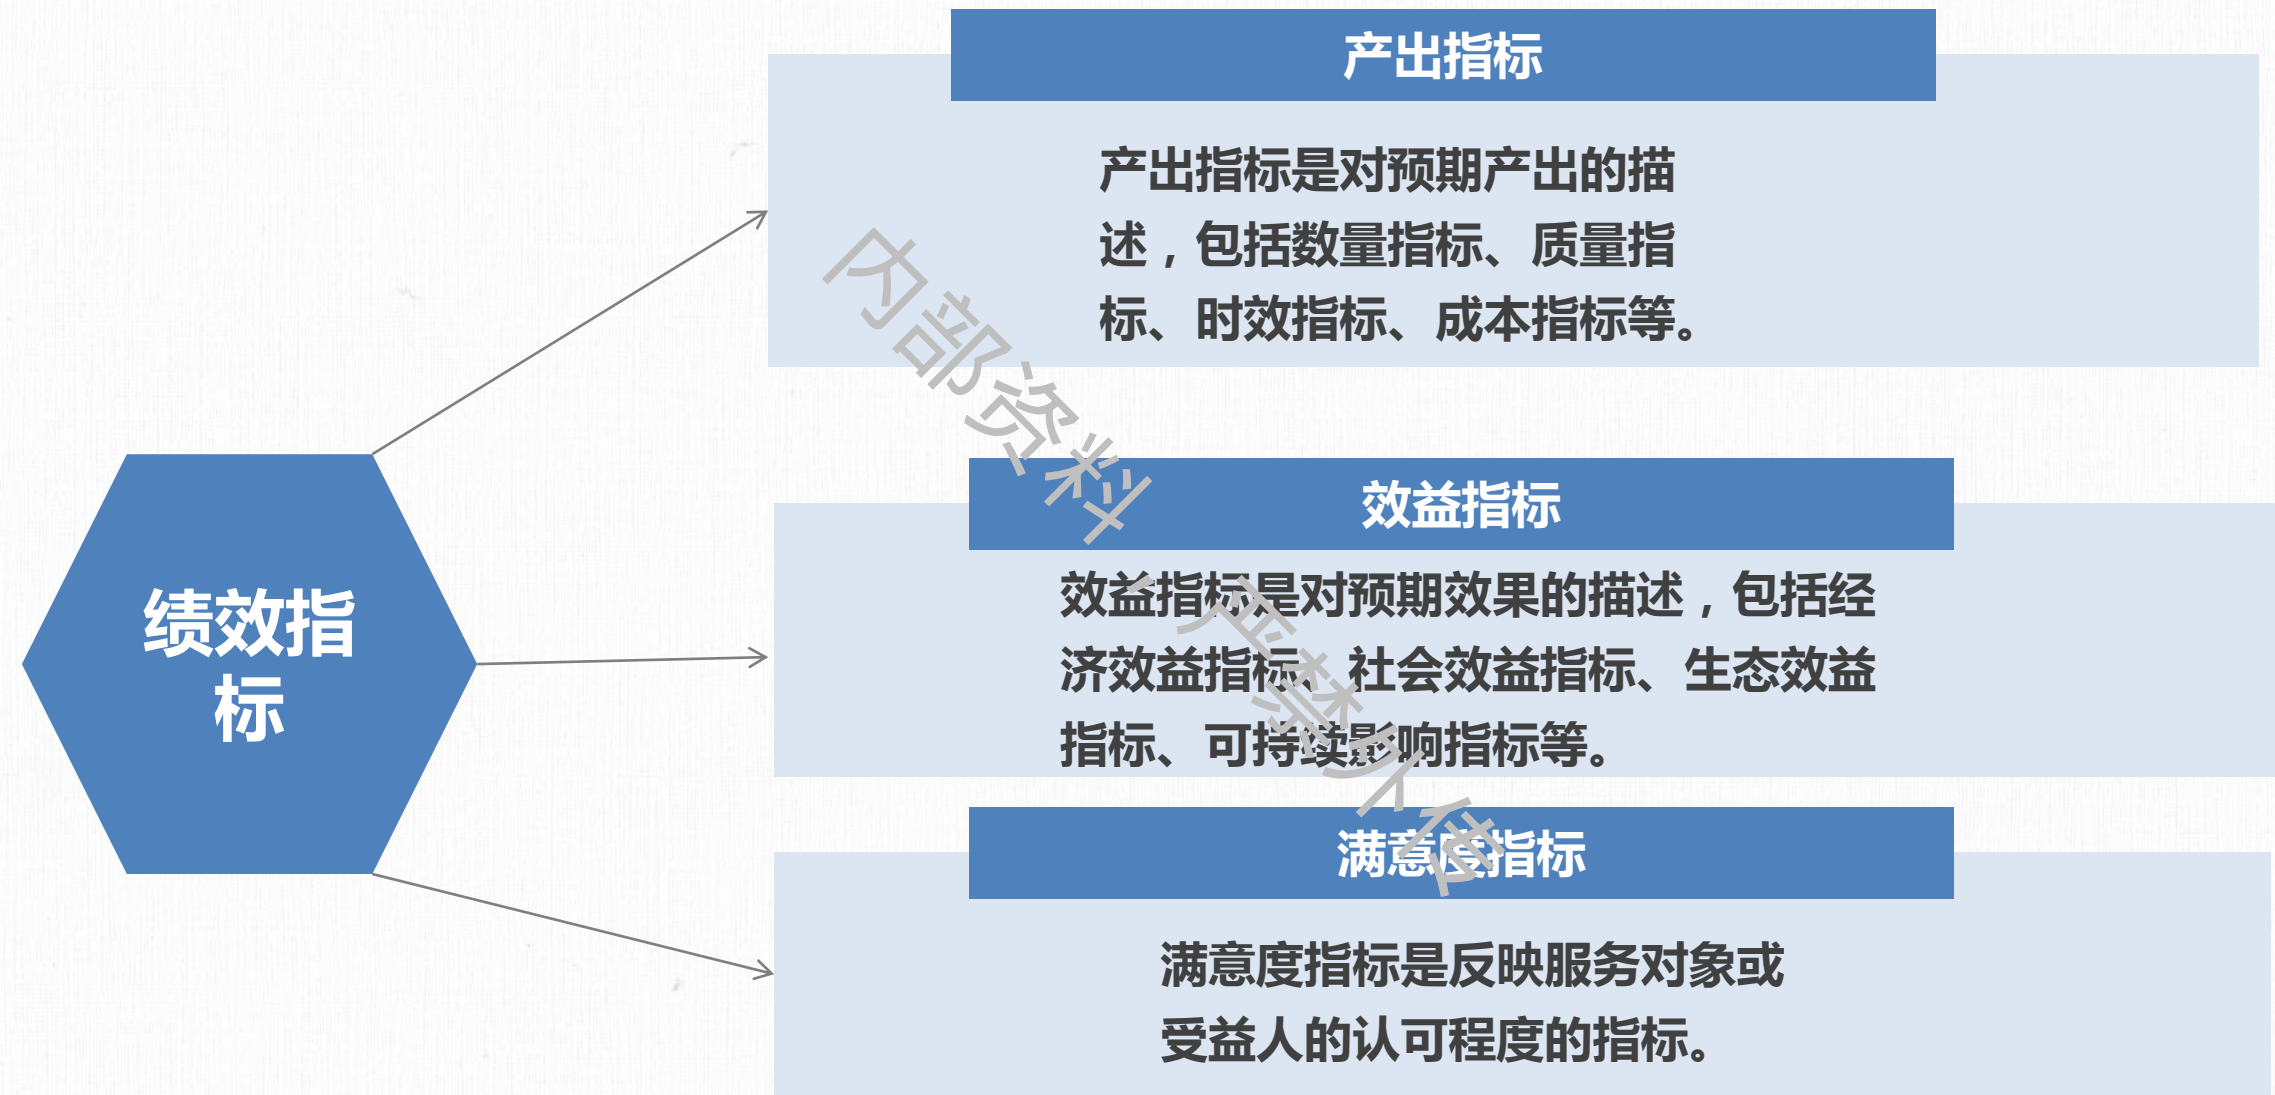 绩效指
标
产出指标
产出指标是对预期产出的描
述，包括数量指标、质量指
标、时效指标、成本指标等。
效益指标
效益指标是对预期效果的描述，包括经
济效益指标、社会效益指标、生态效益
指标、可持续影响指标等。
满意度指标
满意度指标是反映服务对象或
受益人的认可程度的指标。
内部资料，严禁外传